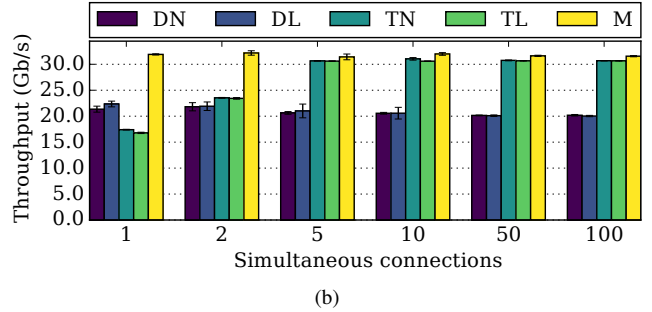 DN DL TN TL M
Throughput (Gb/s)
30.0
25.0
20.0
15.0
10.0
5.0
0.0
1 2 5 10 50 100
Simultaneous connections
(b)